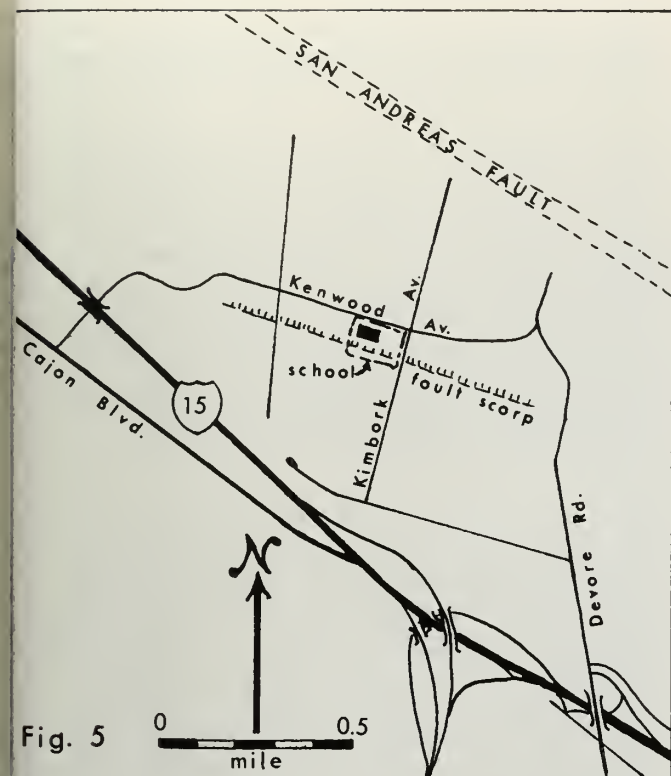 SAN ANDREAS FAULT
Kenwood Av.
Av.
school
fault scarp
Kimbark
Cajon Blvd.
15
N
Devore Rd.
Fig. 5
0 0.5
mile